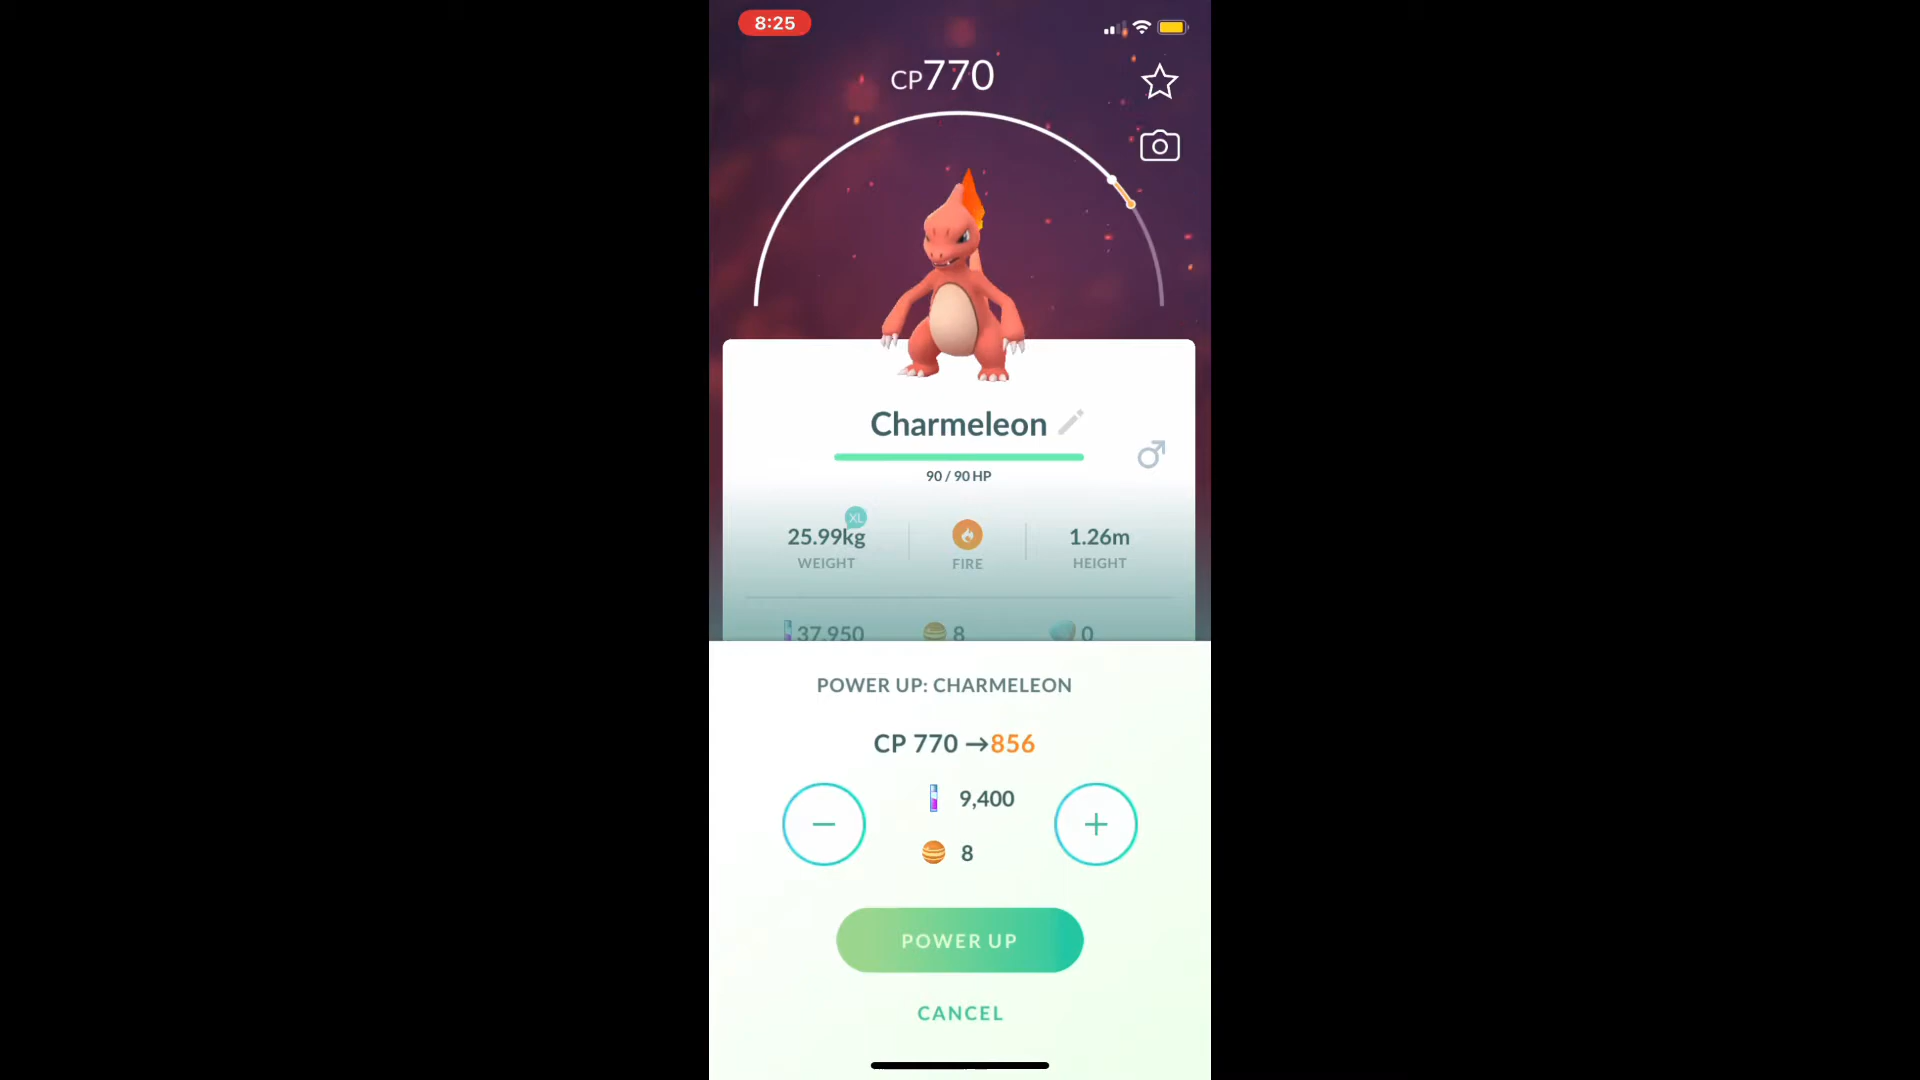 8:25
CP770
Charmeleon
90 / 90 HP
XL
25.99kg
WEIGHT
FIRE
1.26m
HEIGHT
37,950
8
0
POWER UP: CHARMELEON
CP 770 →856
9,400
8
POWER UP
CANCEL